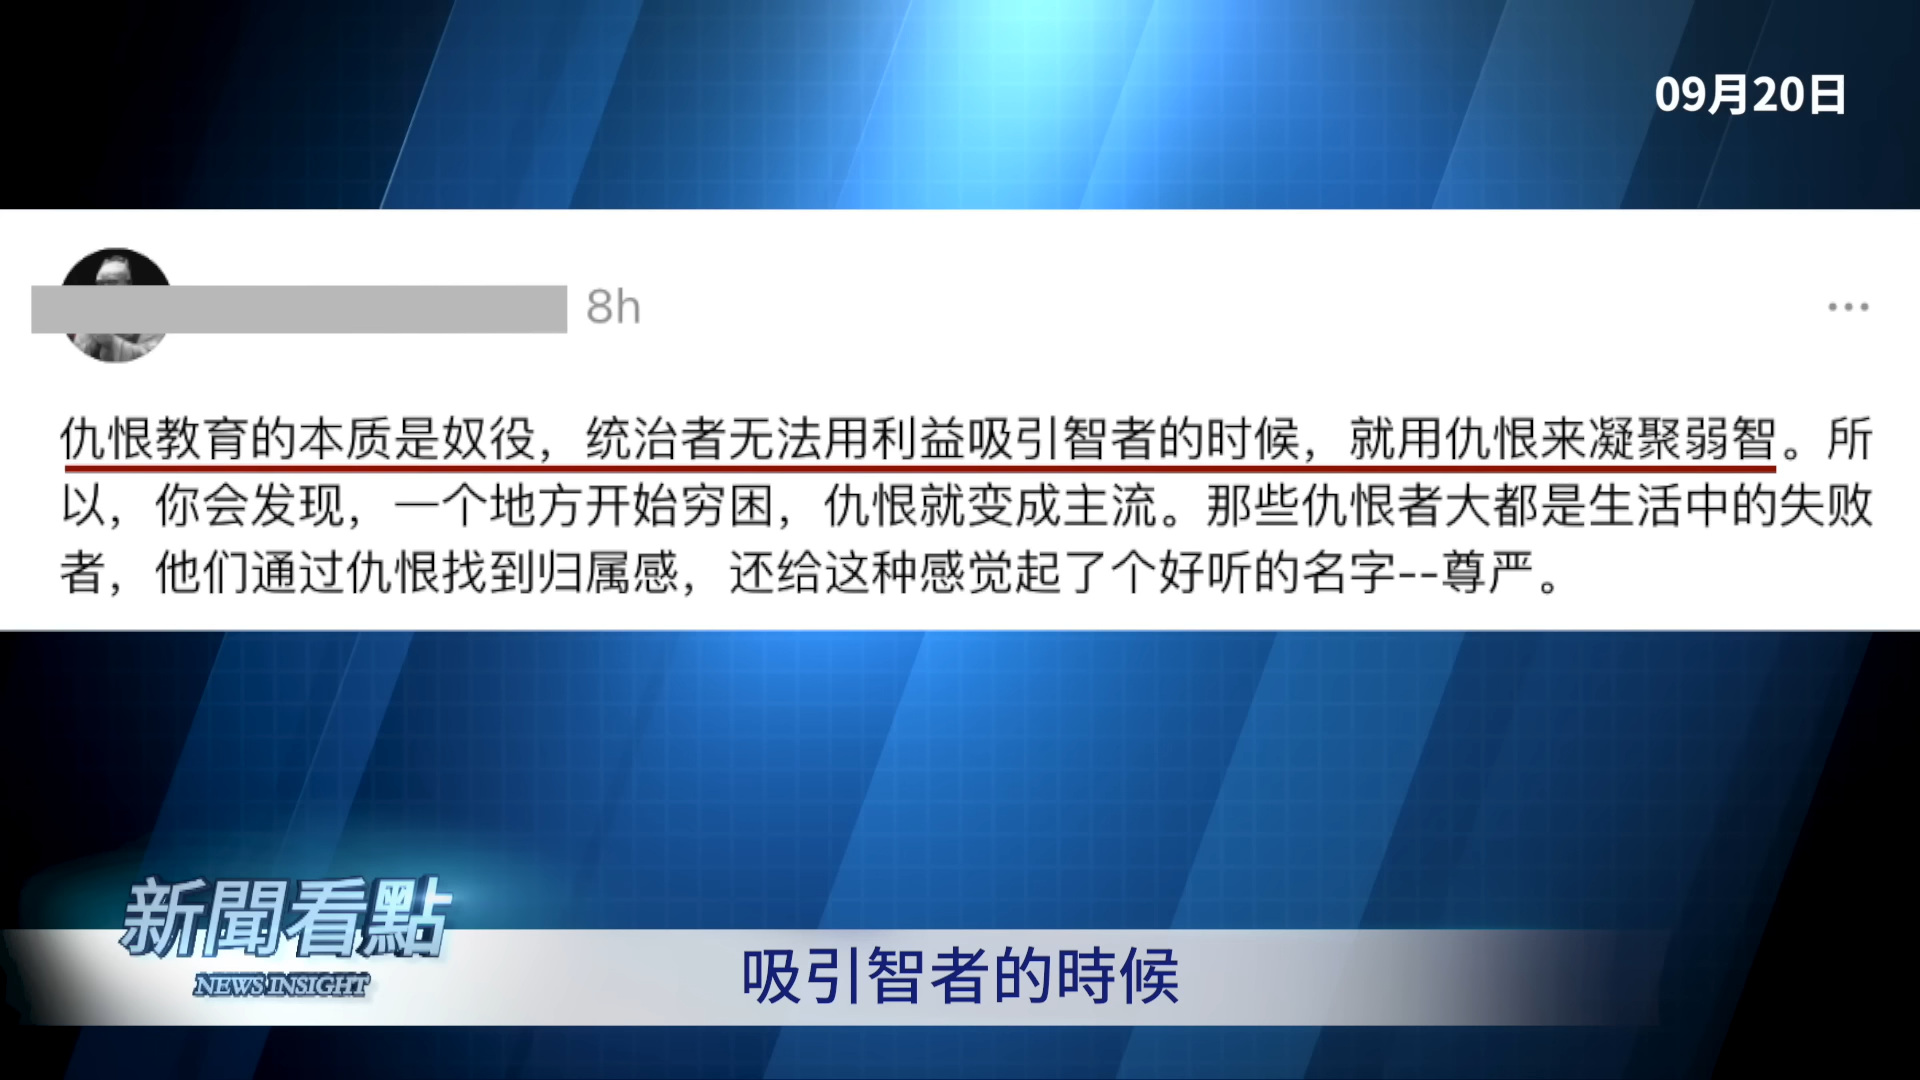 09月20日
8h
仇恨教育的本质是奴役，统治者无法用利益吸引智者的时候，就用仇恨来凝聚弱智。所
以，你会发现，一个地方开始穷困，仇恨就变成主流。那些仇恨者大都是生活中的失败
者，他们通过仇恨找到归属感，还给这种感觉起了个好听的名字--尊严。
新聞看點
NEWS INSIGHT
吸引智者的時候